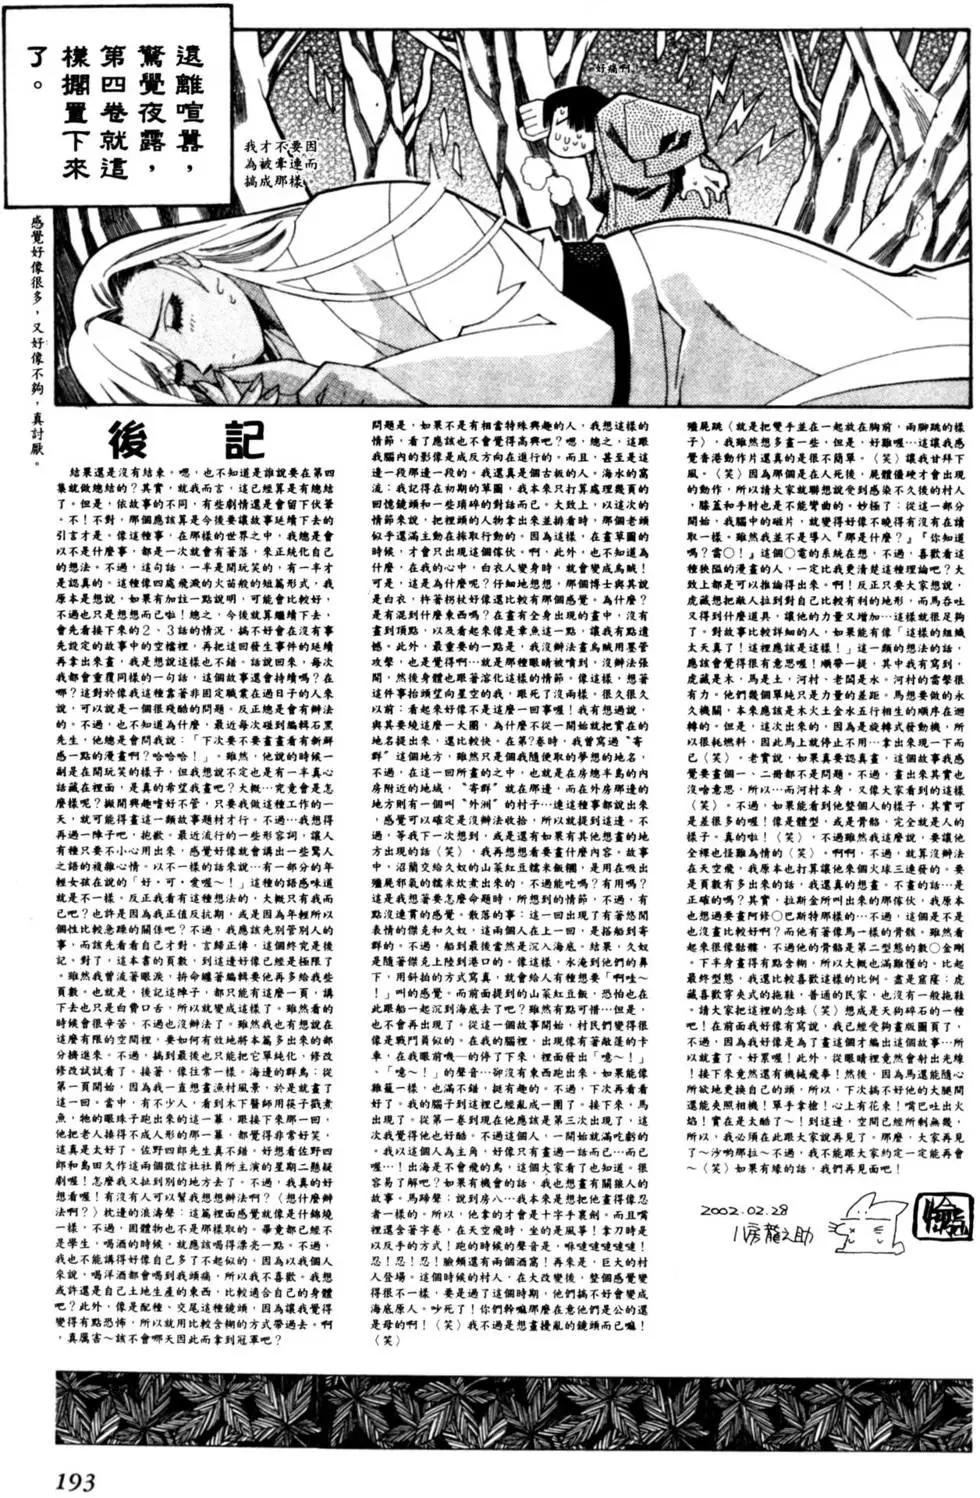 遠離喧囂，
驚覺夜露，
第四卷就這
樣擱置下來
了。
好痛啊。
我才不要因
為被牽連而
搞成那樣
感覺好像很多，又好像不夠，真討厭。
後記
結果還是沒有結束。嗯，也不知道是誰說要在第四
集就做總結的？其實，就我而言，這已經算是有總結
了。但是，依故事的不同，有些劇情還是會留下伏筆
。不！不對，那個應該算是今後要讓故事延續下去的
引言才是。像這種事，在那樣的世界之中，我總是會
以不是什麼事，都是一次就會有著落，來正統化自己
的想法。不過，這句話，一半是開玩笑的，有一半才
是認真的。這種像四處飛濺的火苗般的短篇形式，我
原本是想說，如果有加註一點說明，可能會比較好，
不過也只是想想而已啦！總之，今後就算繼續下去，
會先看接下來的2、3話的情況，搞不好會在沒有事
先設定的故事中的空檔裡，再把這回發生事件的延續
再拿出來畫，我是想說這樣也不錯。話說回來，每次
我都會重覆同樣的一句話，這個故事還會持續嗎？在
哪？這對於像我這種靠著非固定職業在過日子的人來
說，可以說是一個很殘酷的問題。反正總是會有辦法
的。不過，也不知道為什麼，最近每次碰到編輯石黑
先生，他總是會問我說：「下次要不要畫畫看有新鮮
感一點的漫畫啊？哈哈哈！」。雖然，他說的時候一
副是在開玩笑的樣子，但我想說不定也是有一半真心
話藏在裡面，是真的希望我畫吧？大概…究竟會是怎
麼樣呢？撇開興趣嗜好不管，只要我做這種工作的一
天，就可能得畫這一類故事題材才行。不過…我想得
再過一陣子吧，抱歉。最近流行的一些形容詞，讓人
有種只要不小心用出來，感覺好像就會講出一些驚人
之語的複雜心情。以不一樣的話來說…有一部分的年
輕女孩在說的「好‧可‧愛喔～！」這種的語感味道
就是不一樣。反正我看有這種想法的，大概只有我而
已吧？也許是因為我正值反抗期，或是因為年輕所以
個性比較急躁的關係吧？不過，我應該先別管別人的
事，而該先看看自己才對，言歸正傳，這個終究是後
記。對了，這本書的頁數，到這邊好像已經是極限了
。雖然我曾流著眼淚，拚命纏著編輯要他再多給我些
頁數。也就是，後記這陣子，都只能有這麼一頁，講
下去也只是白費口舌，所以就變成這樣了。雖然看的
時候會很辛苦，不過也沒辦法了。雖然我也有想說在
這麼有限的空間裡，要如何有效地將本篇多出來的部
分擠進來。不過，搞到最後也只能把它單純化，修改
修改試試看了。接著，像往常一樣。海邊的群鳥：從
第一頁開始，因為我一直想畫漁村風景，於是就畫了
這一回。當中，有不少人，看到木下醫師用筷子戳煮
魚，牠的眼珠子跑出來的這一幕，跟接下來那一回，
他把老人揍得不成人形的那一幕，都覺得非常好笑，
這真是太好了。佐野四郎先生真不錯。好想看佐野四
郎和島田久作這兩個徵信社社員所主演的星期二懸疑
劇喔！怎麼我又扯到別的地方去了。不過，我真的好
想看喔！有沒有人可以幫我想想辦法啊？〈想什麼辦
法啊？〉枕邊的浪濤聲：這篇裡面感覺就像是什錦燒
一樣，不過，固體物也不是那樣取的。畢竟都已經不
是學生，喝酒的時候，就應該喝得漂亮一點。不過，
我也不能講得好像自己多了不起似的，因為以我個人
來說，喝洋酒都會喝到我頭痛，所以我不喜歡。我想
或許還是自己土地生產的東西，比較適合自己的身體
吧？此外，像是配種、交尾這種鏡頭，因為讓我覺得
變得有點恐怖，所以就用比較含糊的方式帶過去。啊
，真厲害～該不會哪天因此而拿到冠軍吧？
問題是，如果不是有相當特殊興趣的人，我想這樣的
情節，看了應該也不會覺得高興吧？嗯，總之，這跟
我腦內的影像是成反方向在進行的。而且，甚至是這
邊一段那邊一段的。我還真是個古板的人。海水的窩
流：我記得在初期的草圖，我本來只打算處理幾頁的
回憶鏡頭和一些瑣碎的對話而已。大致上，以這次的
情節來說，把裡頭的人物拿出來並排看時，那個老頭
似乎還滿主動在採取行動的。因為這樣，在畫草圖的
時候，才會只出現這個傢伙。啊，此外，也不知道為
什麼，在我的心中，白衣人變身時，就會變成烏賊！
可是，這是為什麼呢？仔細地想想，那個博士與其說
是白衣，杵著拐杖好像還比較有那個感覺。為什麼？
是有混到什麼東西嗎？在畫有全身出現的畫中，沒有
畫到頂點，以及看起來像是章魚這一點，讓我有點遺
憾。此外，最重要的一點是，我沒辦法畫烏賊用墨管
攻擊，也是覺得啊…就是那種眼睛被噴到，沒辦法張
開，然後身體也跟著溶化這樣的情節。像這樣，想著
這件事抬頭望向星空的我，跟死了沒兩樣。很久很久
以前：看起來好像不是這麼一回事喔！我有想過說，
與其要繞這麼一大圈，為什麼不從一開始就把實在的
地名提出來，還比較快。在第？卷時，我曾寫過〝寄
群〞這個地方，雖然只是個我隨便取的夢想的地名，
不過，在這一回所畫的之中，也就是在房總半島的內
房附近的地域，〝寄群〞就在那邊，而在外房那邊的
地方則有一個叫〝外洲〞的村子…連這種事都說出來
，感覺可以確定是沒辦法收拾，所以就提到這邊。不
過，等我下一次想到，或是還有如果有其他想畫的地
方出現的話〈笑〉，我再想想看要畫什麼內容。故事
中，沼蘭交給久奴的山菜紅豆糯米飯糰，是用在吸出
殭屍邪氣的糯米炊煮出來的，不過能吃嗎？有用嗎？
這是我想著要怎麼命題時，所想到的情節，不過，有
點沒連貫的感覺。散落的事：這一回出現了有著悠閒
表情的傑克和久奴，這兩個人在上一回，是搭船到寄
群的。不過，船到最後當然是沉入海底。結果，久奴
是隨著傑克上陸到港口的。像這樣，水淹到他們的鼻
下，用斜拍的方式寫真，就會給人有種想要「啊哇～
！」叫的感覺。而前面提到的山菜紅豆飯，恐怕也在
此跟船一起沉到海底去了吧？雖然有點可惜…但是，
也不會再出現了。從這一個故事開始，村民們變得很
像是戰鬥員似的。在我的腦裡，出現像有著敞蓬的卡
車，在我眼前嘰－的停了下來，裡面發出「噫～！」
、「噫～！」的聲音…卻沒有東西跑出來。如果能像
雜菇一樣，也滿不錯，挺有趣的。不過，下次再看看
好了。我的腦子到這裡已經亂成一團了。接下來，馬
出現了。從第一卷到現在他應該是第三次出現了，這
次我覺得他也好酷。不過這個人，一開始就滿吃虧的
。我以這個人為主角，好像只有畫過一話而已…而已
喔…！出海是不會飛的鳥，這個大家看了也知道。很
容易了解吧？如果有機會的話，我也想畫有關狼人的
故事。馬蹄聲：說到房八…我本來是想把他畫得像忍
者一樣的。所以，他拿的才會是十字手裏劍。而且嘴
裡還含著字卷，在天空飛時，坐的是風箏！拿刀時是
以反手的方式！跑的時候的聲音是，咻噠噠噠噠噠！
忍！忍！忍！臉頰還有兩個酒窩！再來是，巨大的村
人登場。這個時候的村人，在大改變後，整個感覺變
得很不一樣，要是過了這個時期，他們搞不好會變成
海底原人。吵死了！你們幹嘛那麼在意他們是公的還
是母的啊！〈笑〉我不過是想畫擾亂的鏡頭而已嘛！
〈笑〉
殭屍跳〈就是把雙手並在一起放在胸前，兩腳跳的樣
子〉，我雖然想多畫一些，但是，好難喔…這讓我感
覺香港動作片還真的是很不簡單。〈笑〉讓我甘拜下
風。〈笑〉因為那個是在人死後，屍體僵硬才會出現
的動作，所以請大家就聯想說受到感染不久後的村人
，膝蓋和手肘也是不能彎曲的。妙極了；從這一部分
開始，我腦中的磁片，就變得好像不曉得有沒有在讀
取一樣。雖然我並不是導入『那是什麼？』『你知道
嗎？雷〇！』這個〇電的系統在想，不過，喜歡看這
種狹隘的漫畫的人，一定比我更清楚這種理論吧？大
致上都是可以推論得出來。啊！反正只要大家想說，
虎藏想把敵人拉到對自己比較有利的地形，而馬吞吐
又得到什麼道具，讓他的力量又增加…這樣就很足夠
了。對故事比較詳細的人，如果能有像「這樣的組織
太天真了！這裡應該是這樣！」這一類的想法的話，
應該會覺得很有意思喔！順帶一提，其中我有寫到，
虎藏是木，馬是土，河村、老闆是水。河村的雷擊很
有力。他們幾個單純只是力量的差距。馬想要做的永
久機關，本來應該是木火土金水五行相生的順序在迴
轉的。但是，這次出來的，因為是旋轉式發動機，所
以很耗燃料，因此馬上就停止不用…拿出來現一下而
已〈笑〉。老實說，如果真要認真畫，這個故事我感
覺要畫個一、二冊都不是問題。不過，畫出來其實也
沒啥意思，所以…而河村本身，又像大家看到的這樣
〈笑〉。不過，如果能看到他整個人的樣子，其實可
是差很多的喔！像是體型，或是骨骼，完全就是人的
樣子。真的啦！〈笑〉，不過雖然我這麼說，要讓他
全裸也怪難為情的〈笑〉。啊啊，不過，就算沒辦法
在天空飛，我原本也打算讓他來個火球三連發的。要
是頁數有多出來的話，我還真的想畫。不畫的話…是
正確的嗎？其實，拉斯金所叫出來的那傢伙，我原本
也想過要畫阿修〇巴斯特那樣的…不過，這個是不是
也沒畫比較好啊？而他有著像馬一樣的骨骸，雖然看
起來很像骷髏，不過他的骨骼是第二型態的數〇金剛
。下半身畫得有點含糊，所以大概也滿難懂的。比起
最終型態，我還比較喜歡這樣的比例。盡是窟窿：虎
藏喜歡穿夾式的拖鞋，普通的民家，也沒有一般拖鞋
。請大家把這裡的念珠〈笑〉想成是天狗碎石的一種
吧！在前面我好像有寫說，我已經受夠畫版圖頁了，
不過，因為我好像是為了畫這個才編出這個故事…所
以就畫了、好累喔！此外，從眼睛裡竟然會射出光線
！接下來竟然還有機械魔拳！然後，因為馬還能隨心
所欲地更換自己的頭，所以，下次搞不好他的大腿間
還能夾照相機！單手拿槍！心上有花來！嘴巴吐出火
焰！實在是太酷了～！到這邊，空間已經所剩無幾，
所以，我必須在此跟大家說再見了。那麼，大家再見
了～沙喲那拉～不過，我不能跟大家約定一定能再會
～〈笑〉如果有緣的話，我們再見面吧！
2002.02.28
八房龍之助
193